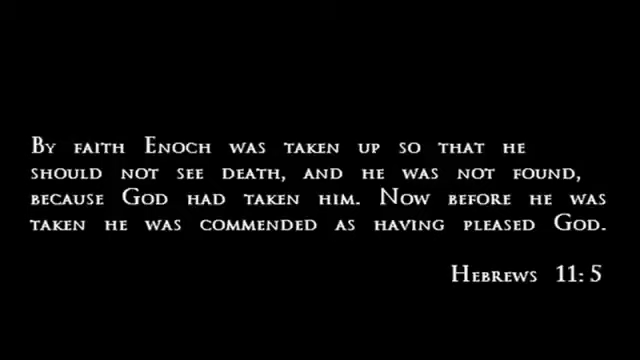 By faith Enoch was taken up so that he
should not see death, and he was not found,
because God had taken him. Now before he was
taken he was commended as having pleased God.
Hebrews 11:5